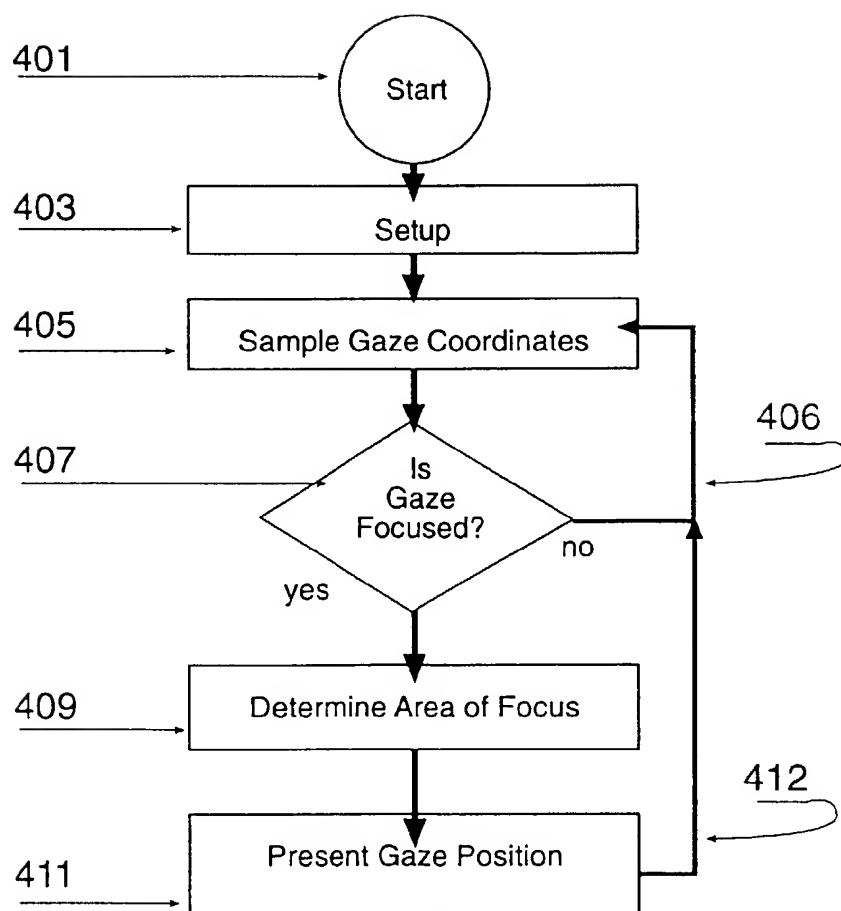 401
Start
403
Setup
405
Sample Gaze Coordinates
406
407
Is
Gaze
Focused?
no
yes
409
Determine Area of Focus
412
Present Gaze Position
411